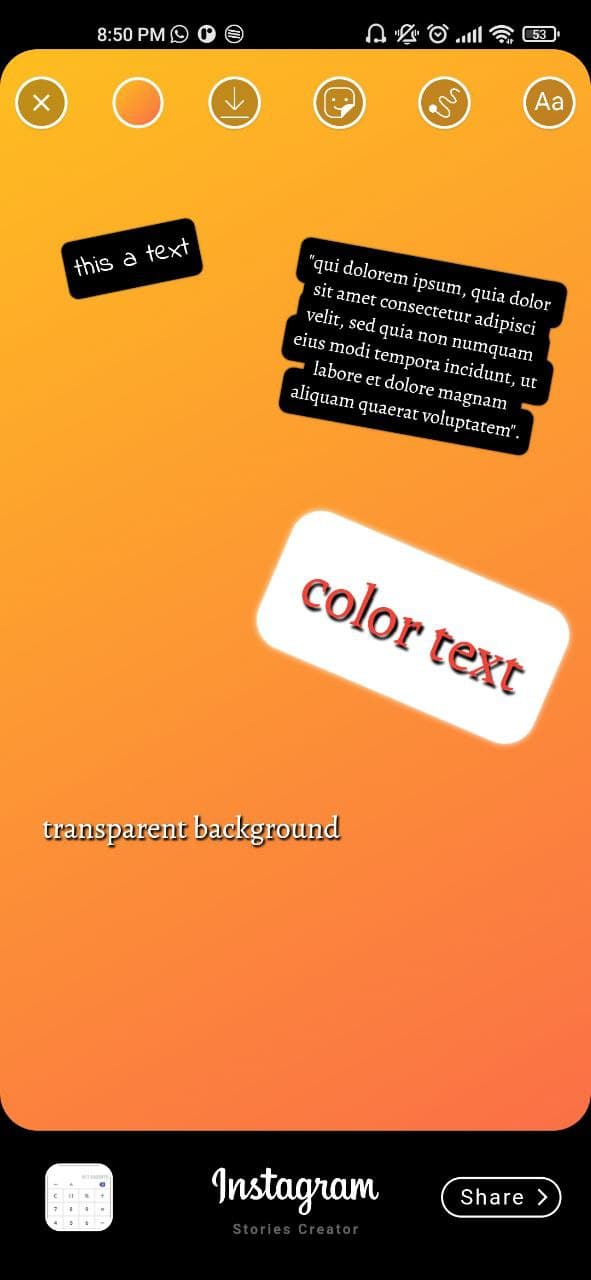 8:50 PM
53
Aa
this a text
"qui dolorem ipsum, quia dolor
sit amet consectetur adipisci
velit, sed quia non numquam
eius modi tempora incidunt, ut
labore et dolore magnam
aliquam quaerat voluptatem".
color text
transparent background
Instagram
Stories Creator
Share